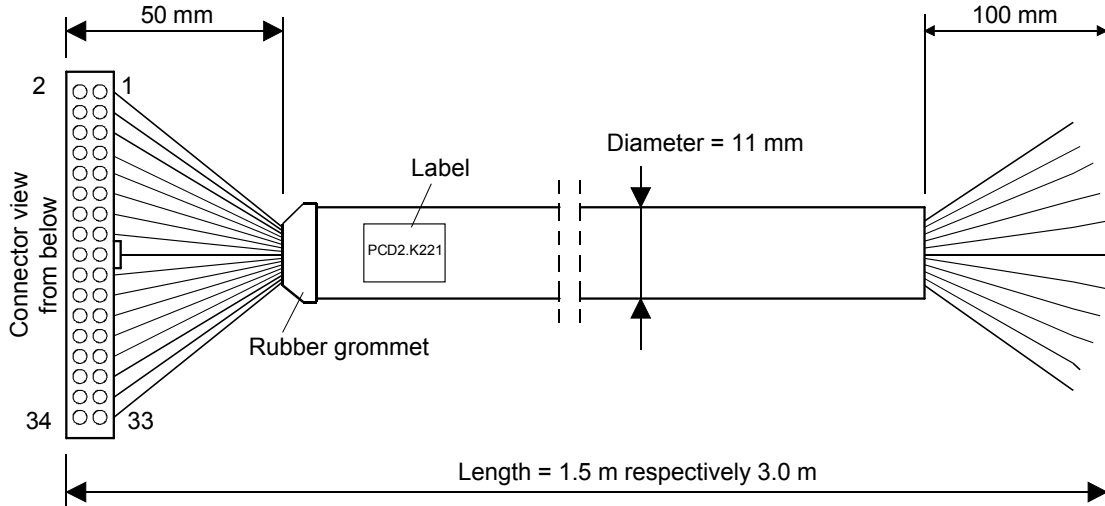 50 mm
100 mm
2
1
Diameter = 11 mm
Label
PCD2.K221
Connector view
from below
Rubber grommet
34
33
Length = 1.5 m respectively 3.0 m